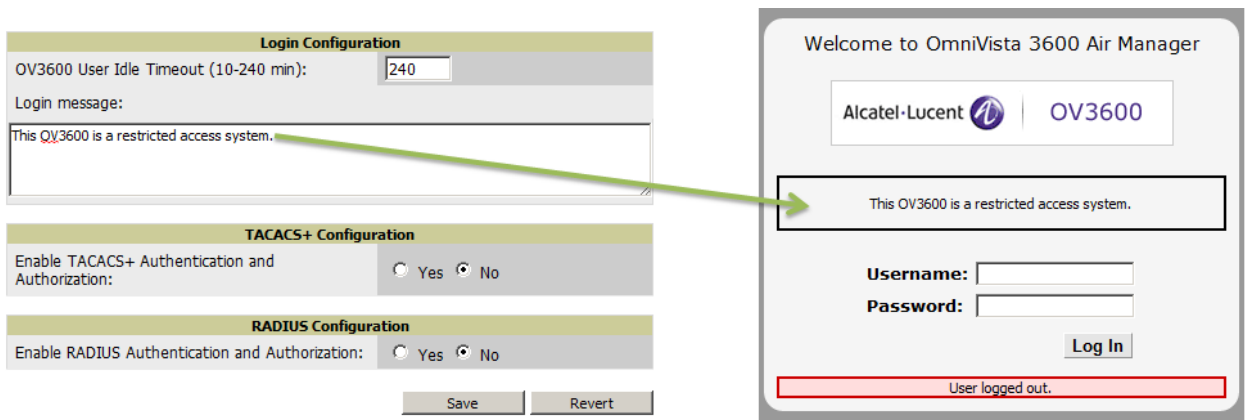 Login Configuration
OV3600 User Idle Timeout (10-240 min):
240
Login message:
This OV3600 is a restricted access system.
TACACS+ Configuration
Enable TACACS+ Authentication and
Authorization:
Yes No
RADIUS Configuration
Enable RADIUS Authentication and Authorization:
Yes No
Save Revert
Welcome to OmniVista 3600 Air Manager
Alcatel·Lucent OV3600
This OV3600 is a restricted access system.
Username:
Password:
Log In
User logged out.